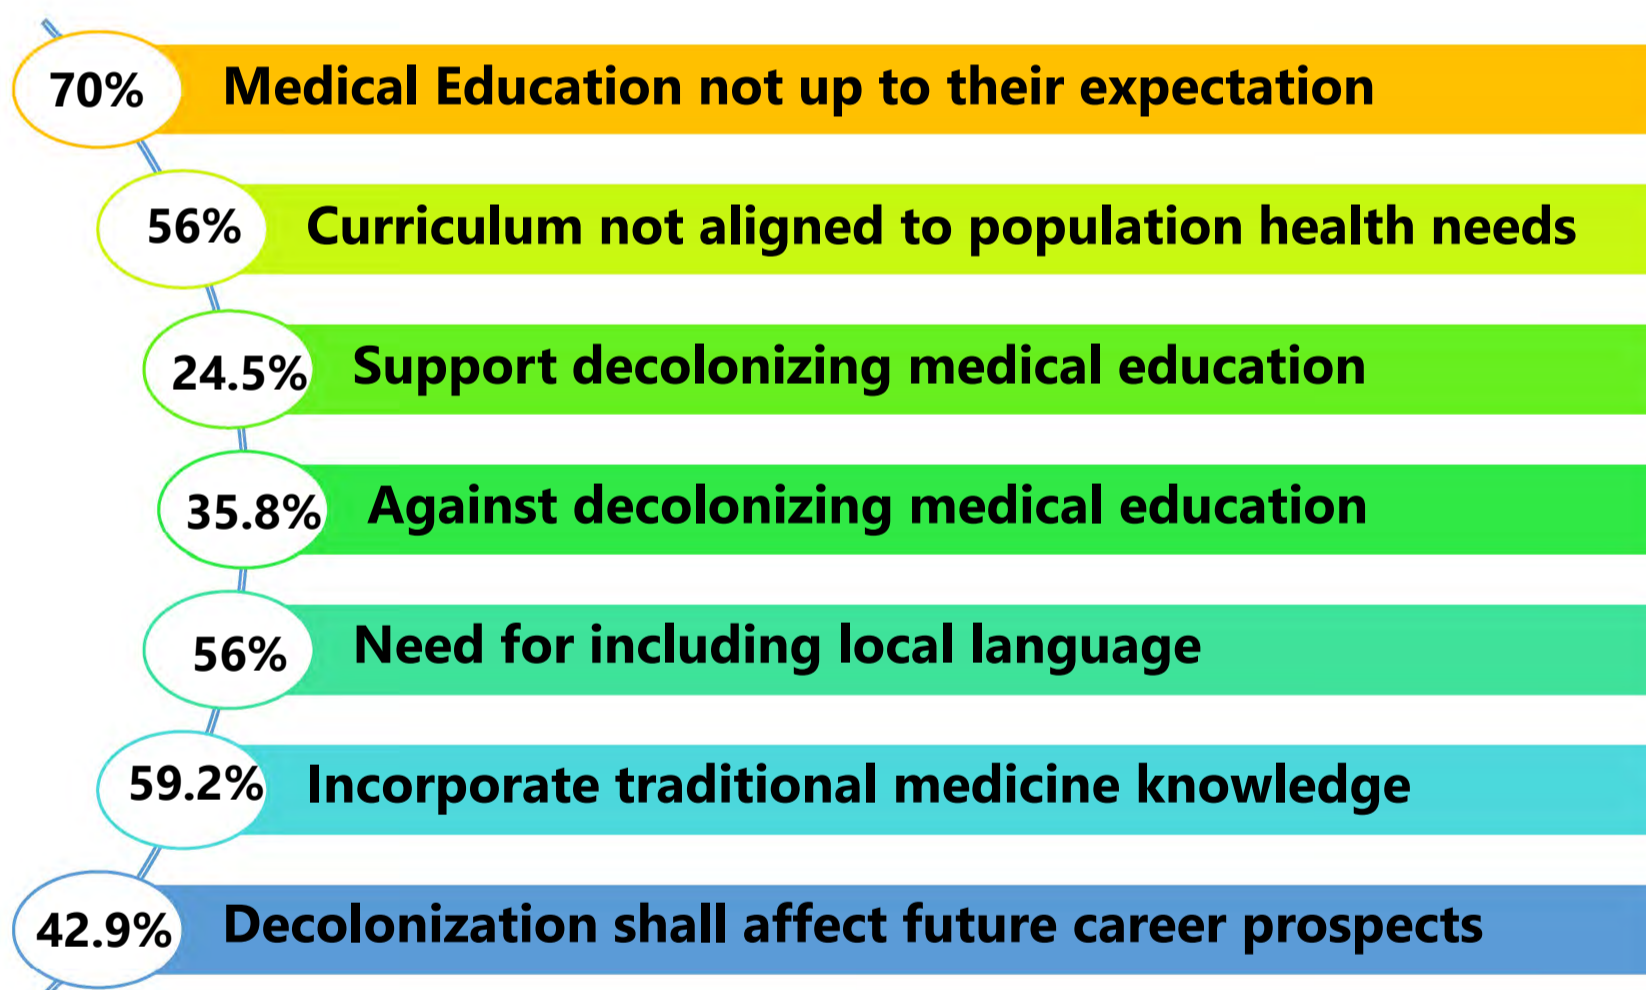 70% Medical Education not up to their expectation
56% Curriculum not aligned to population health needs
24.5% Support decolonizing medical education
35.8% Against decolonizing medical education
56% Need for including local language
59.2% Incorporate traditional medicine knowledge
42.9% Decolonization shall affect future career prospects